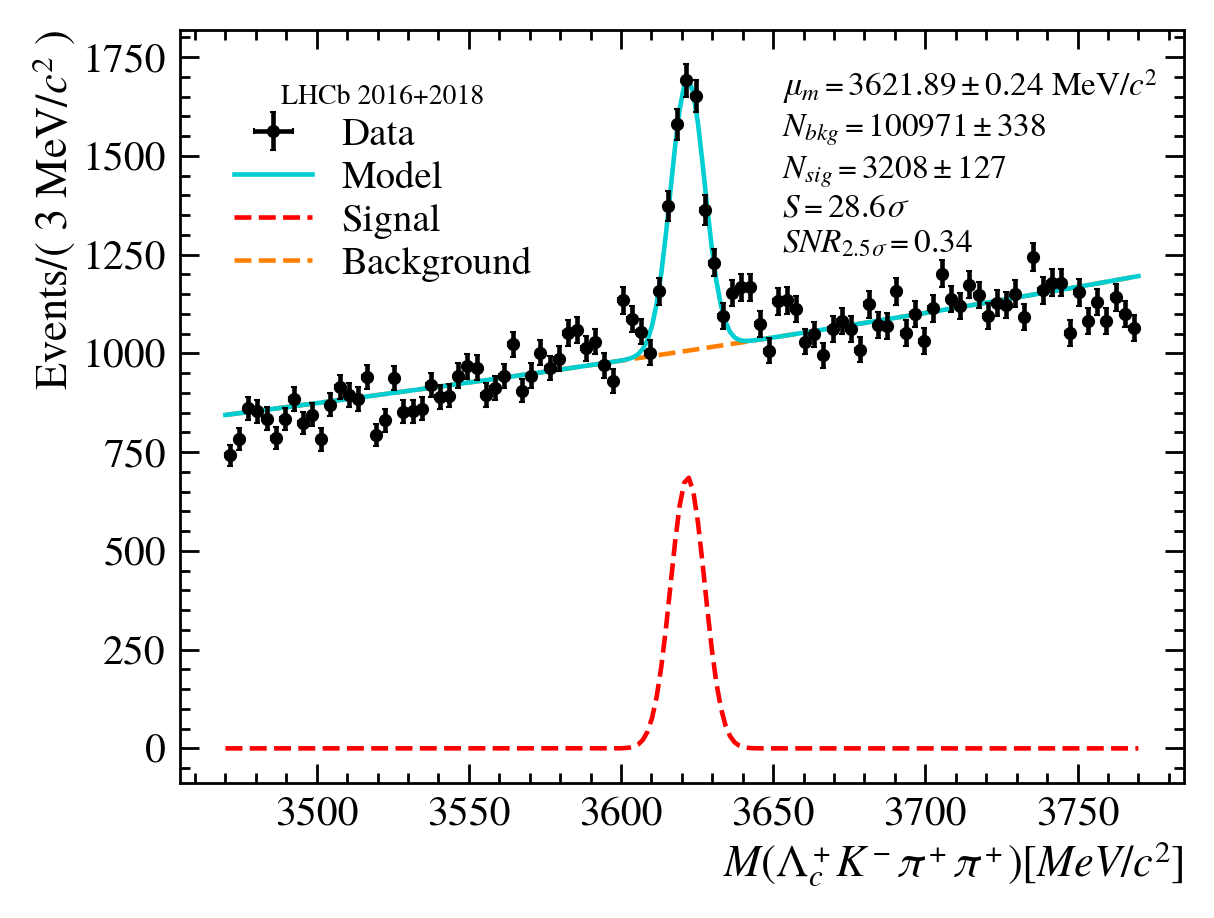 Events/( 3 MeV/c² )
1750
1500
1250
1000
750
500
250
0
LHCb 2016+2018
Data
Model
Signal
Background
μₘ = 3621.89 ± 0.24 MeV/c²
N_bkg = 100971 ± 338
N_sig = 3208 ± 127
S = 28.6σ
SNR_2.5σ = 0.34
3500 3550 3600 3650 3700 3750
M(Λ_c⁺K⁻π⁺π⁺)[MeV/c²]